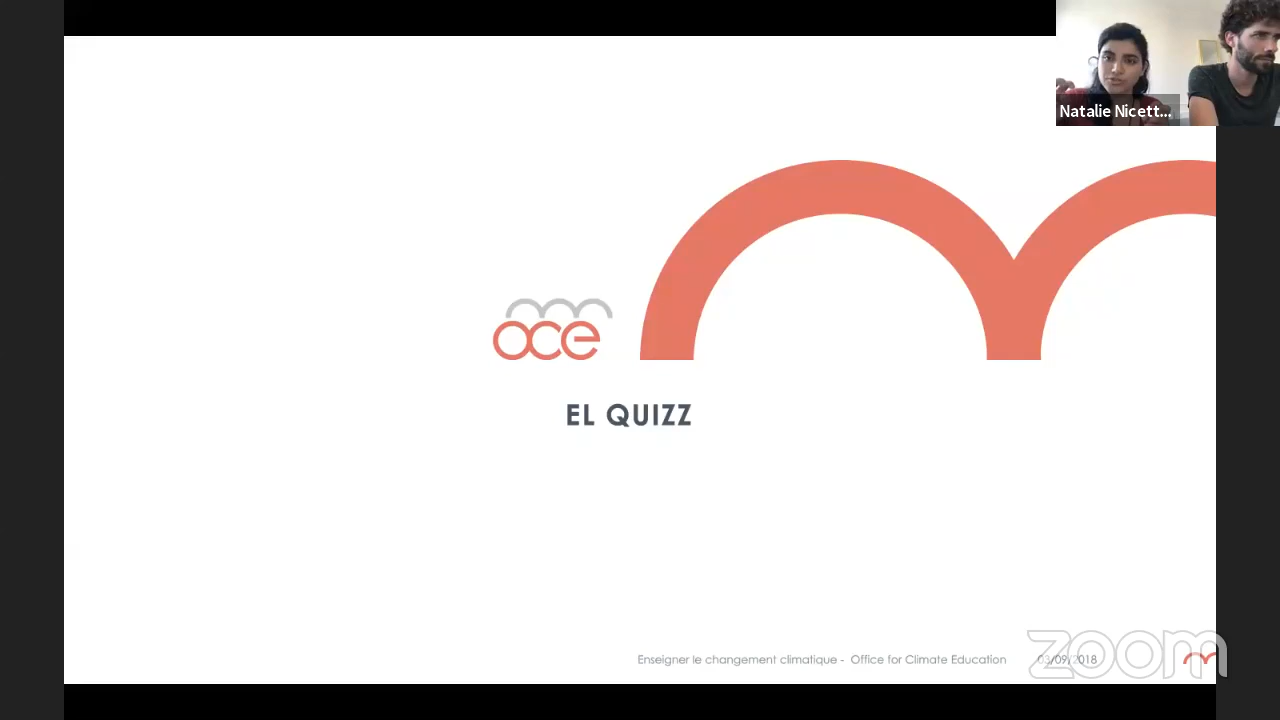 Natalie Nicett...
oce
EL QUIZZ
Enseigner le changement climatique - Office for Climate Education
03/09/2018
zoom